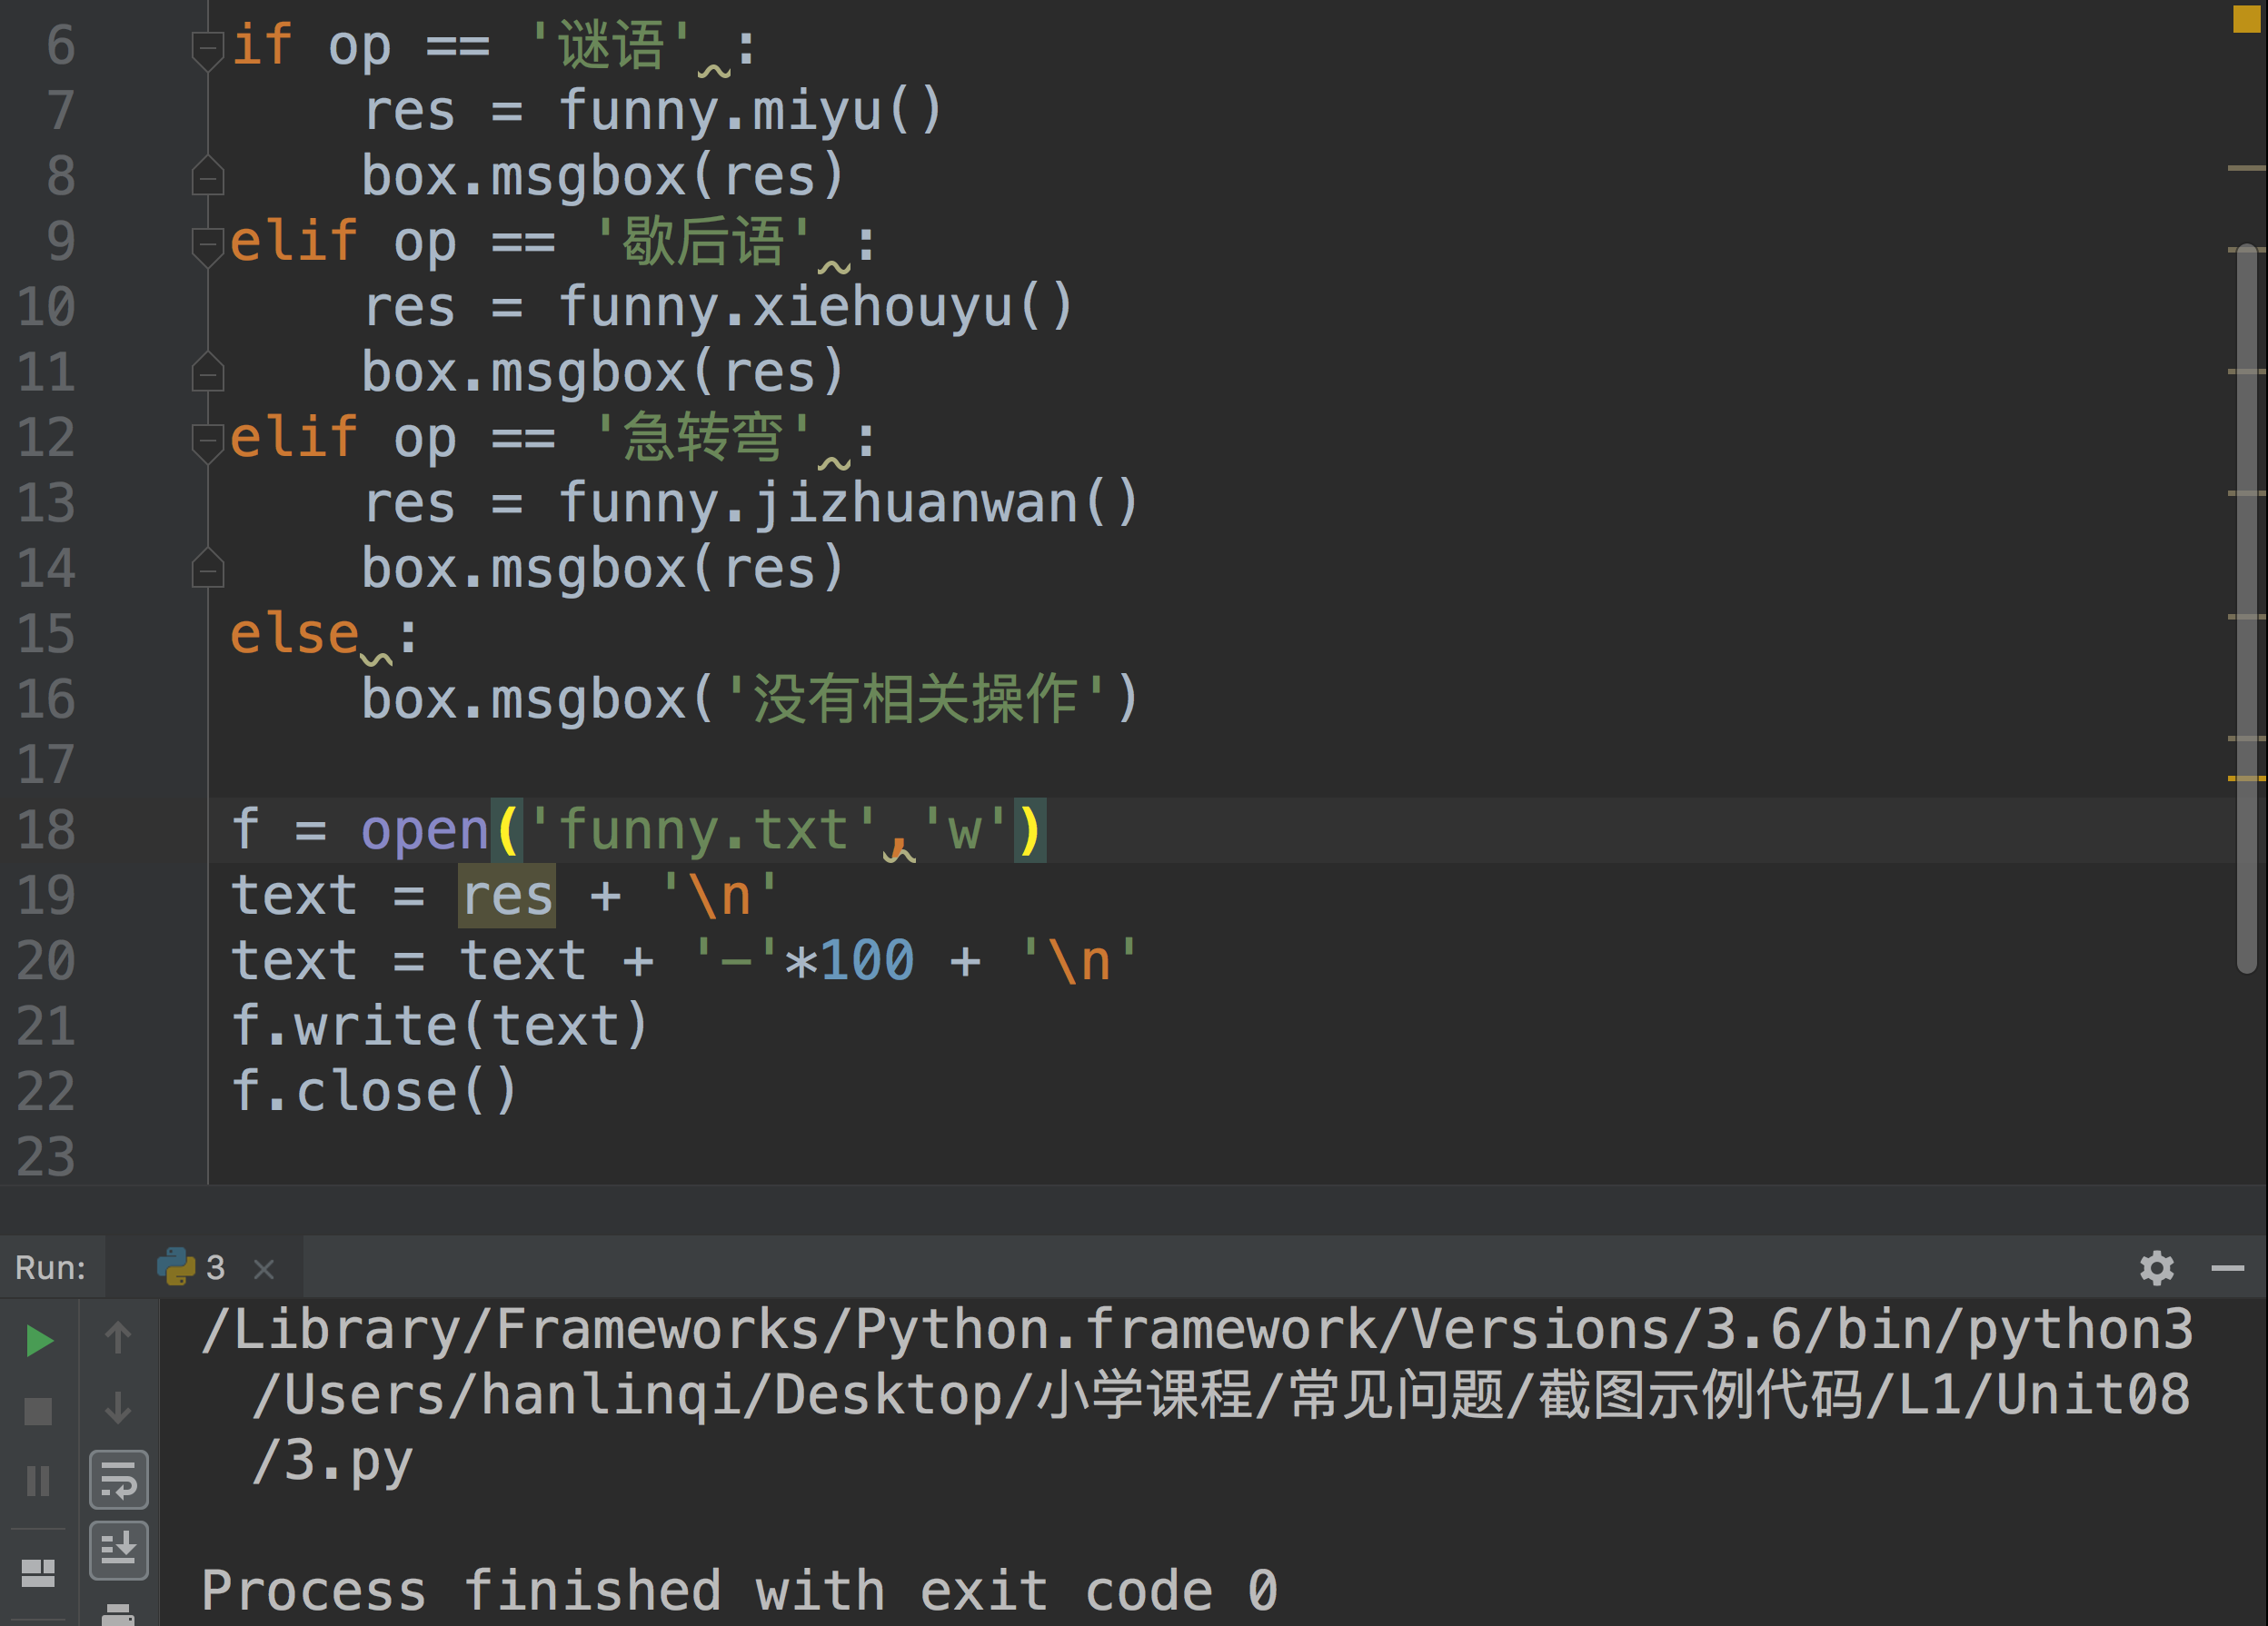 6 if op == '谜语' :
7 res = funny.miyu()
8 box.msgbox(res)
9 elif op == '歇后语' :
10 res = funny.xiehouyu()
11 box.msgbox(res)
12 elif op == '急转弯' :
13 res = funny.jizhuanwan()
14 box.msgbox(res)
15 else :
16 box.msgbox('没有相关操作')
17
18 f = open('funny.txt','w')
19 text = res + '\n'
20 text = text + '-'*100 + '\n'
21 f.write(text)
22 f.close()
23
Run: 3
/Library/Frameworks/Python.framework/Versions/3.6/bin/python3
/Users/hanlinqi/Desktop/小学课程/常见问题/截图示例代码/L1/Unit08
/3.py
Process finished with exit code 0